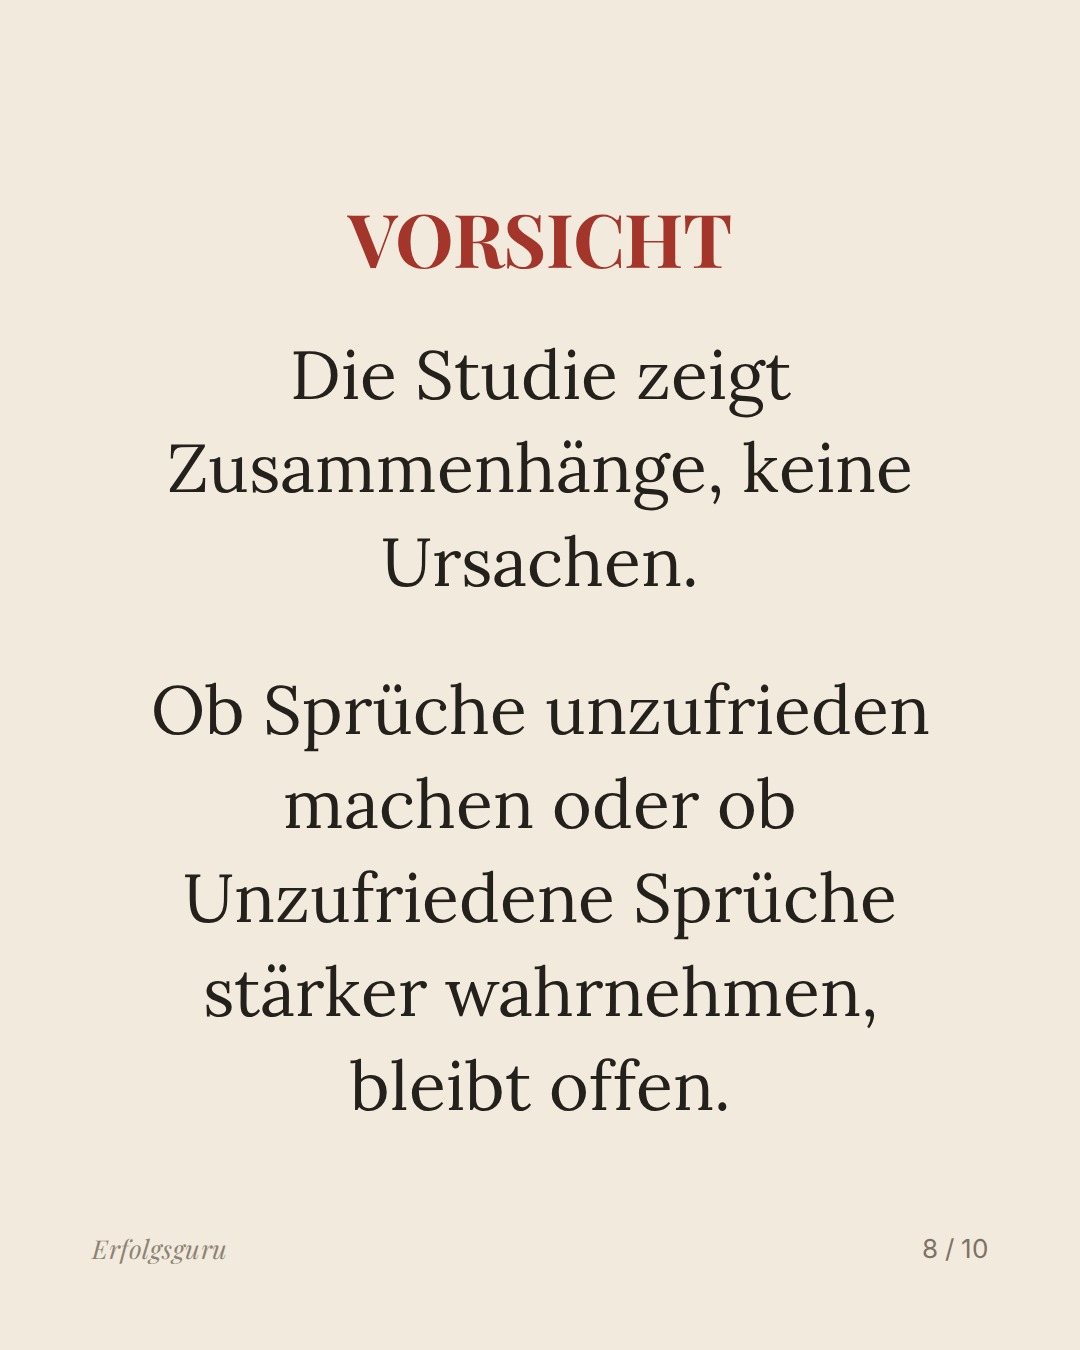 VORSICHT
Die Studie zeigt
Zusammenhänge, keine
Ursachen.
Ob Sprüche unzufrieden
machen oder ob
Unzufriedene Sprüche
stärker wahrnehmen,
bleibt offen.
Erfolgsguru
8 / 10